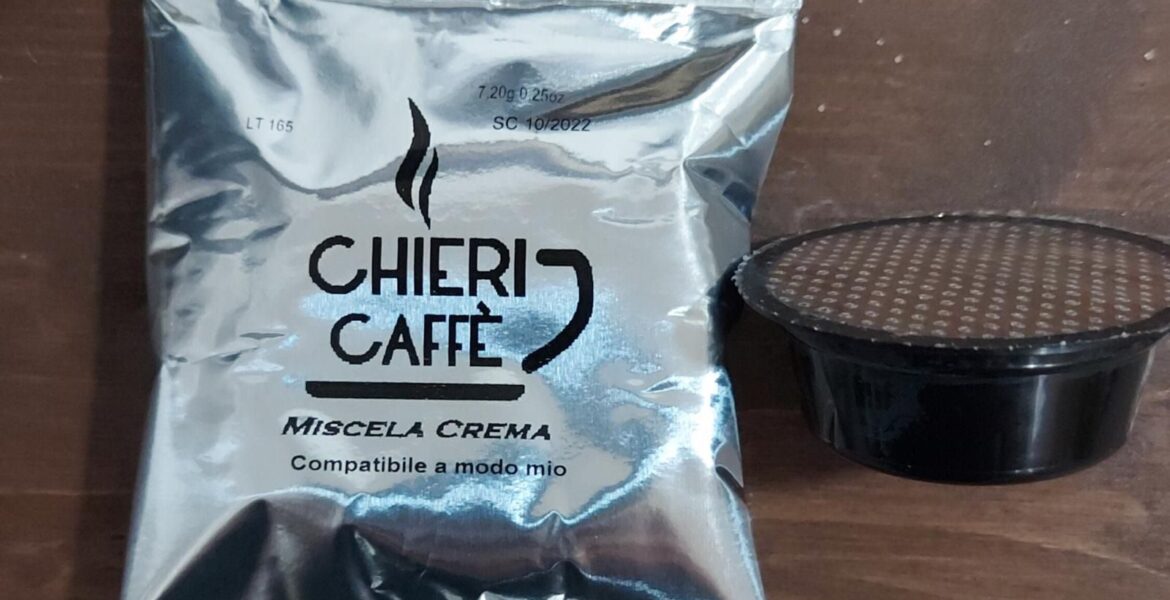 7,20g 0,25oz
LT 165
SC 10/2022
CHIERI
CAFFÈ
MISCELA CREMA
Compatibile a modo mio